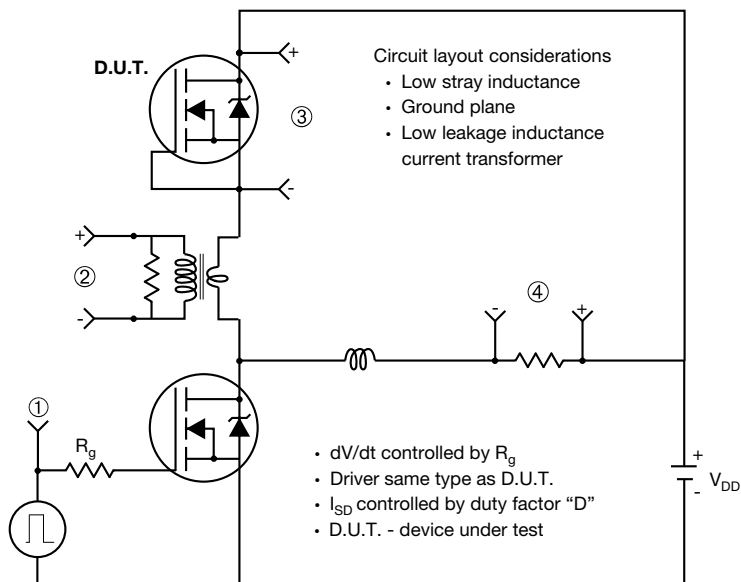 D.U.T.
+
-
③
Circuit layout considerations
• Low stray inductance
• Ground plane
• Low leakage inductance
current transformer
+
②
-
④
- +
①
R_g
• dV/dt controlled by R_g
• Driver same type as D.U.T.
• I_SD controlled by duty factor “D”
• D.U.T. - device under test
+
-
V_DD